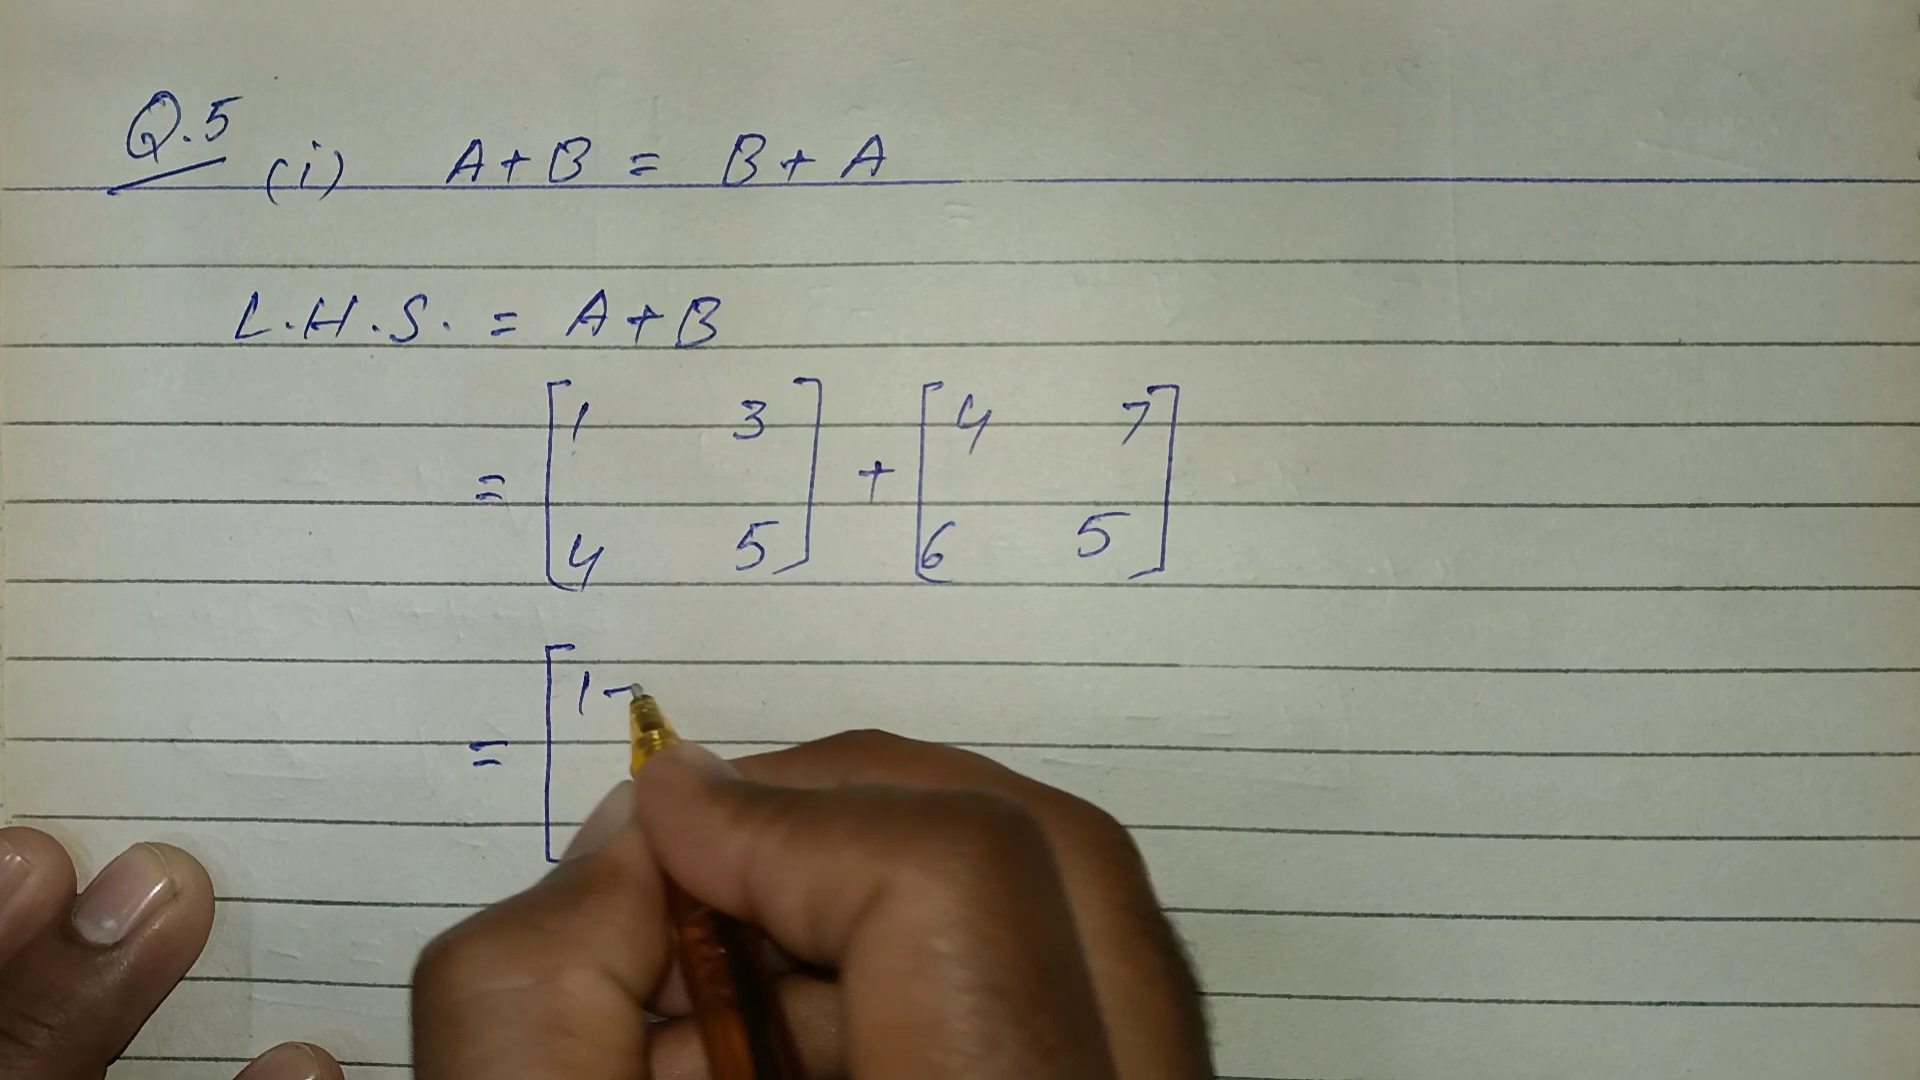 Q.5 (i) A+B = B+A
L.H.S. = A+B
= [1 3
4 5] + [4 7
6 5]
= [1-